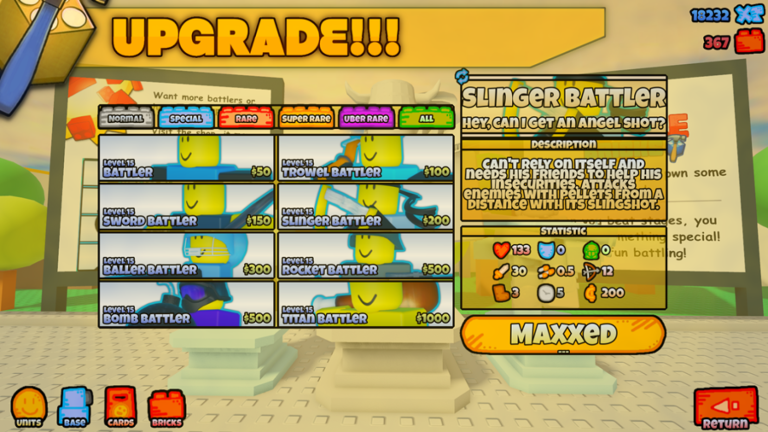 UPGRADE!!!
18232 XP
367
Want more battlers or
NORMAL
SPECIAL
RARE
SUPER RARE
UBER RARE
ALL
LEVEL 15
BATTLER
$50
LEVEL 15
TROWEL BATTLER
$100
LEVEL 15
SWORD BATTLER
$150
LEVEL 15
SLINGER BATTLER
$200
LEVEL 15
BALLER BATTLER
$300
LEVEL 15
ROCKET BATTLER
$500
LEVEL 15
BOMB BATTLER
$500
LEVEL 15
TITAN BATTLER
$1000
SLINGER BATTLER
HEY, CAN I GET AN ANGEL SHOT?
DESCRIPTION
CAN'T RELY ON ITSELF AND
NEEDS HIS FRIENDS TO HELP HIS
INSECURITIES, ATTACKS
ENEMIES WITH PELLETS FROM A
DISTANCE WITH ITS SLINGSHOT.
own some
you
mething special!
un battling!
STATISTIC
133
0
0
30
0.5
12
3
5
200
MAXXED
...
UNITS
BASE
CARDS
BRICKS
RETURN